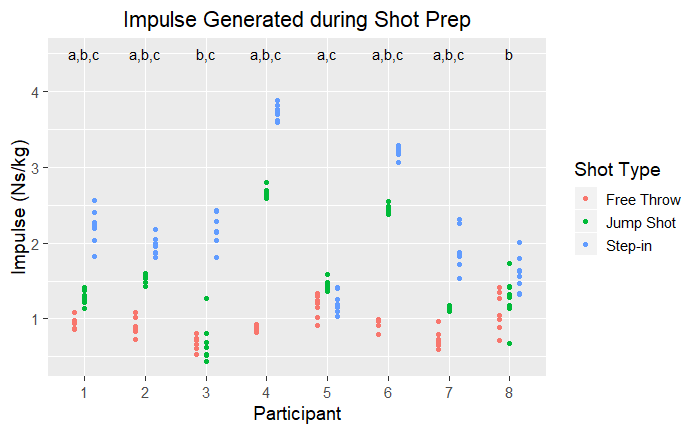 Impulse Generated during Shot Prep
a,b,c a,b,c b,c a,b,c a,c a,b,c a,b,c b
4
3
2
1
Impulse (Ns/kg)
1 2 3 4 5 6 7 8
Participant
Shot Type
Free Throw
Jump Shot
Step-in